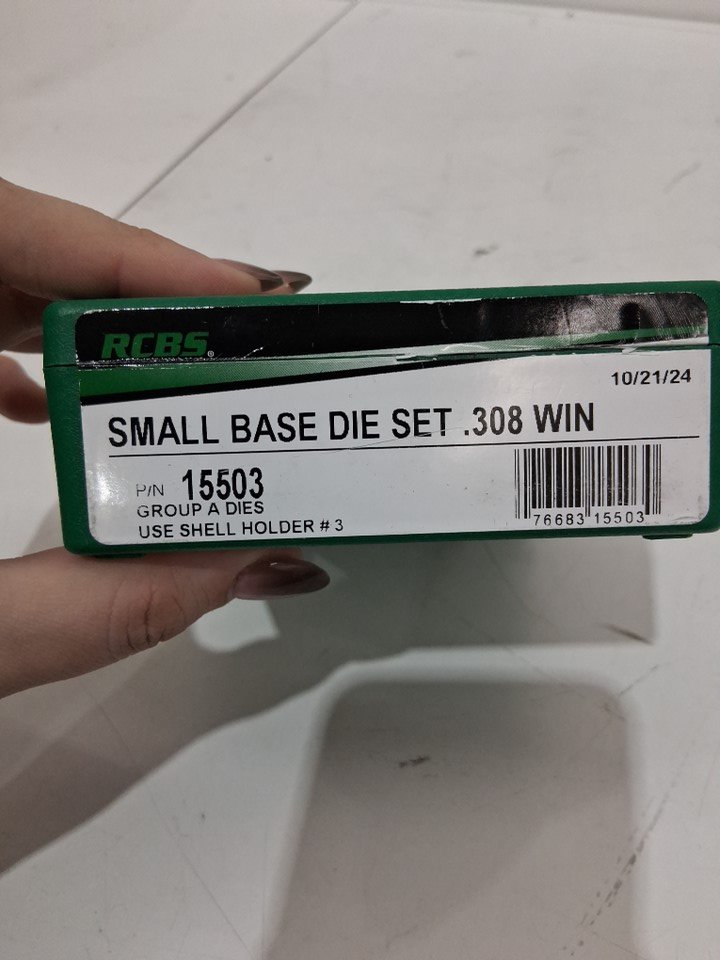 RCBS®
10/21/24
SMALL BASE DIE SET .308 WIN
P/N 15503
GROUP A DIES
USE SHELL HOLDER # 3
76683 15503